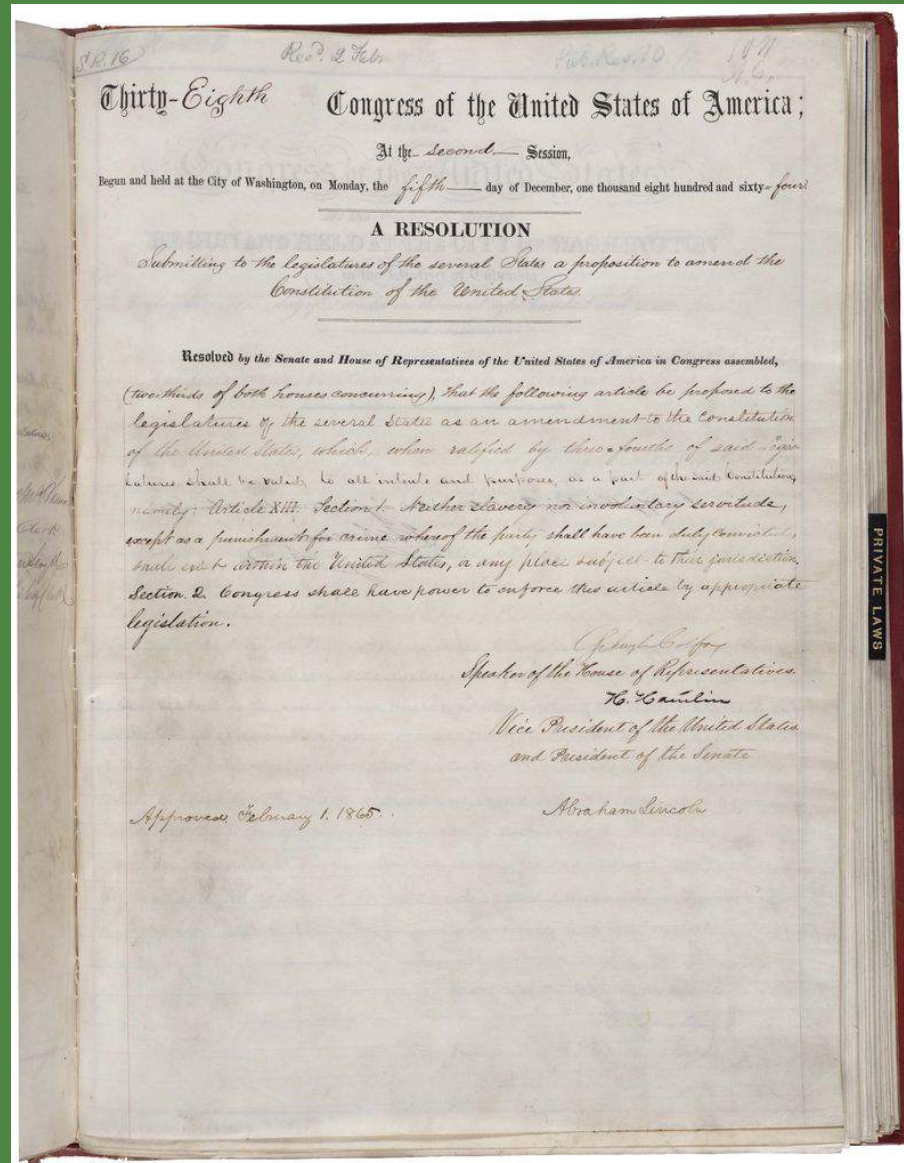 S.R. 16
Rec'd. 2 Feb.
Pub. Res. 10.
Thirty-Eighth Congress of the United States of America;
At the second Session,
Begun and held at the City of Washington, on Monday, the fifth day of December, one thousand eight hundred and sixty-four.
A RESOLUTION
Submitting to the legislatures of the several States a proposition to amend the
Constitution of the United States.
Resolved by the Senate and House of Representatives of the United States of America in Congress assembled,
(two-thirds of both houses concurring), that the following article be proposed to the
legislatures of the several States as an amendment to the Constitution
of the United States, which, when ratified by three-fourths of said legis-
latures, shall be valid, to all intents and purposes, as a part of the said Constitution,
namely: Article XIII. Section 1. Neither slavery nor involuntary servitude,
except as a punishment for crime whereof the party shall have been duly convicted,
shall exist within the United States, or any place subject to their jurisdiction.
Section 2. Congress shall have power to enforce this article by appropriate
legislation.
Schuyler Colfax
Speaker of the House of Representatives.
H. Hamlin
Vice President of the United States
and President of the Senate
Approved, February 1. 1865.
Abraham Lincoln
PRIVATE LAWS